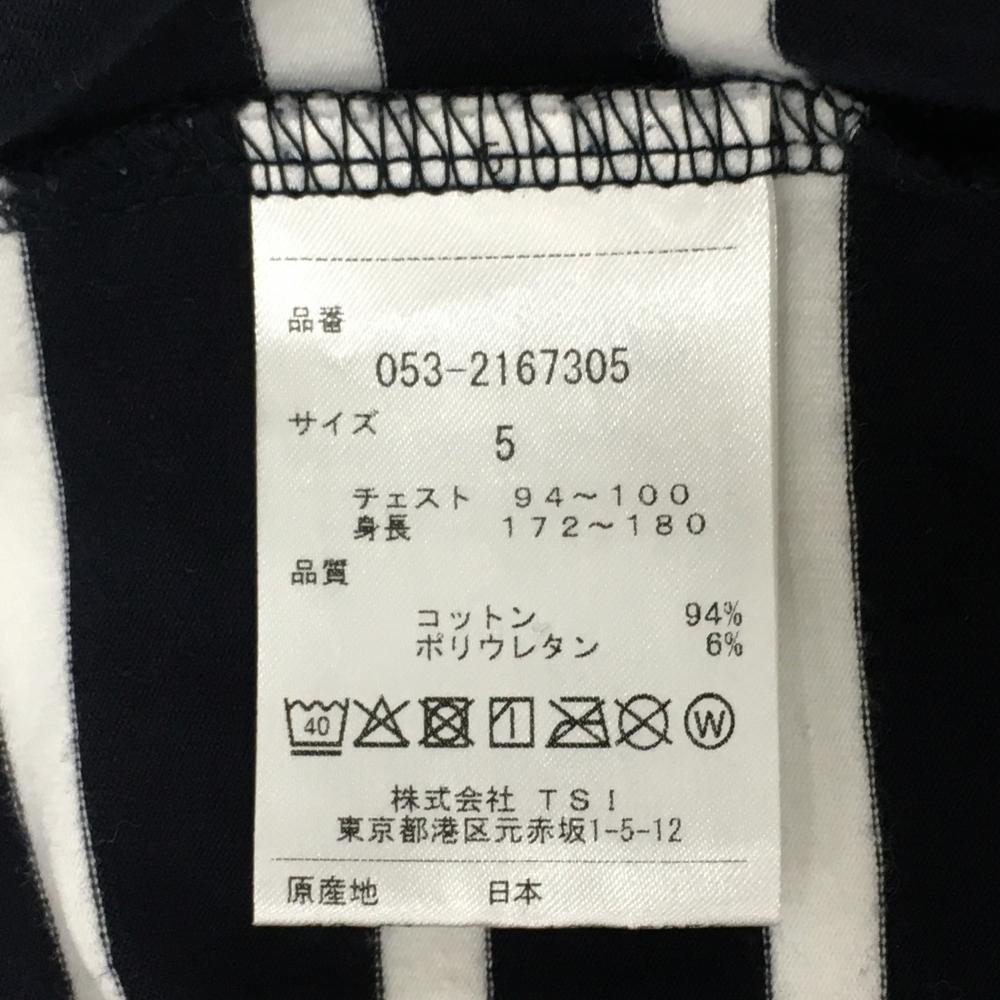 品番
053-2167305
サイズ
5
チェスト 94～100
身長 172～180
品質
コットン 94%
ポリウレタン 6%
40 W
株式会社 TSI
東京都港区元赤坂1-5-12
原産地 日本